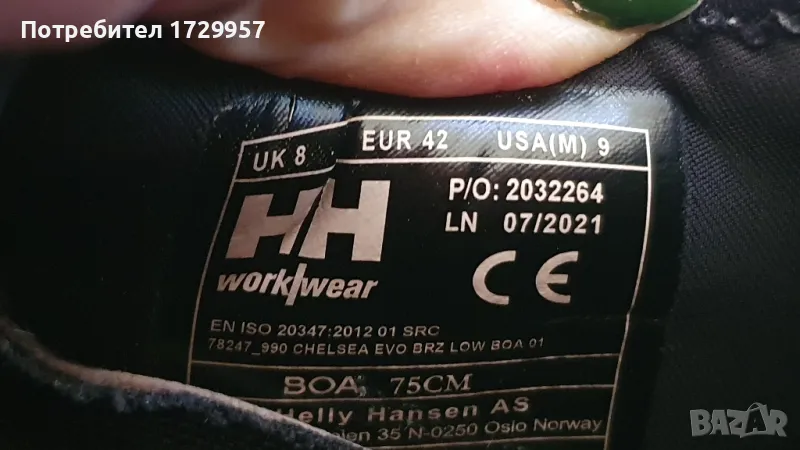 Потребител 1729957
UK 8 EUR 42 USA(M) 9
HH
work/wear
P/O: 2032264
LN 07/2021
CE
EN ISO 20347:2012 01 SRC
78247_990 CHELSEA EVO BRZ LOW BOA 01
BOA 75CM
Helly Hansen AS
35 N-0250 Oslo Norway
BAZAR